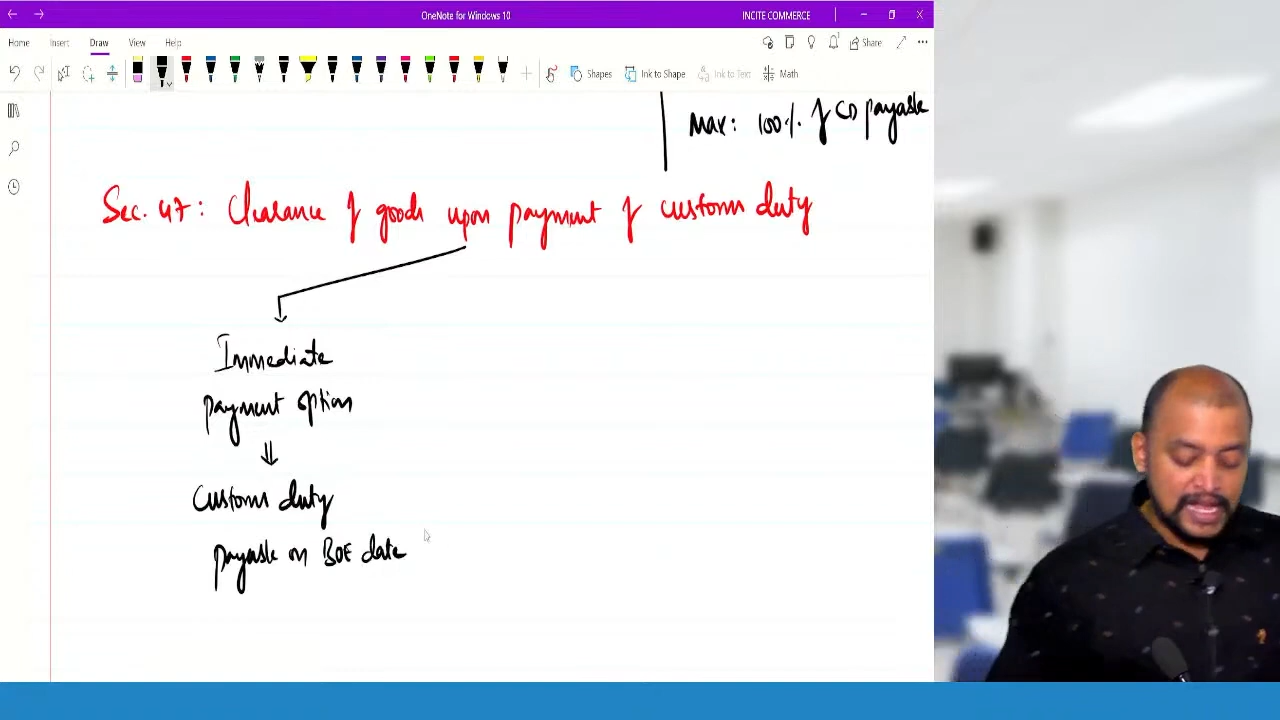 OneNote for Windows 10
INCITE COMMERCE
Home Insert Draw View Help
Share
Shapes Ink to Shape Ink to Text Math
Max: 100% of CD payable
Sec. 47: Clearance of goods upon payment of customs duty
Immediate
payment option
Customs duty
payable on BOE date